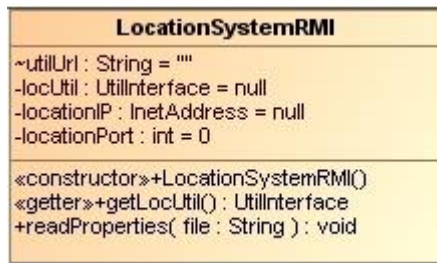 LocationSystemRMI
~utilUrl : String = ""
-locUtil : UtilInterface = null
-locationIP : InetAddress = null
-locationPort : int = 0
«constructor»+LocationSystemRMI()
«getter»+getLocUtil() : UtilInterface
+readProperties( file : String ) : void